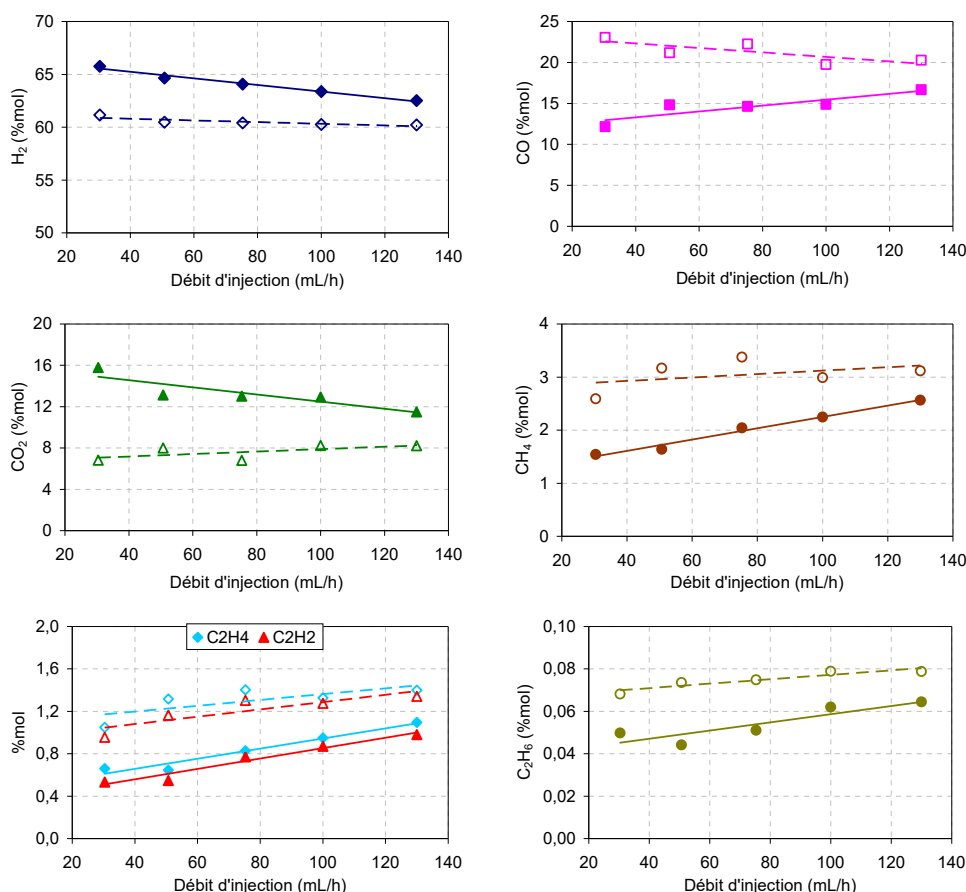 H2 (%mol)
70
65
60
55
50
20 40 60 80 100 120 140
Débit d'injection (mL/h)
CO (%mol)
25
20
15
10
5
0
20 40 60 80 100 120 140
Débit d'injection (mL/h)
CO2 (%mol)
20
16
12
8
4
0
20 40 60 80 100 120 140
Débit d'injection (mL/h)
CH4 (%mol)
4
3
2
1
0
20 40 60 80 100 120 140
Débit d'injection (mL/h)
%mol
2,0
1,6
1,2
0,8
0,4
0,0
C2H4 C2H2
20 40 60 80 100 120 140
Débit d'injection (mL/h)
C2H6 (%mol)
0,10
0,08
0,06
0,04
0,02
0,00
20 40 60 80 100 120 140
Débit d'injection (mL/h)